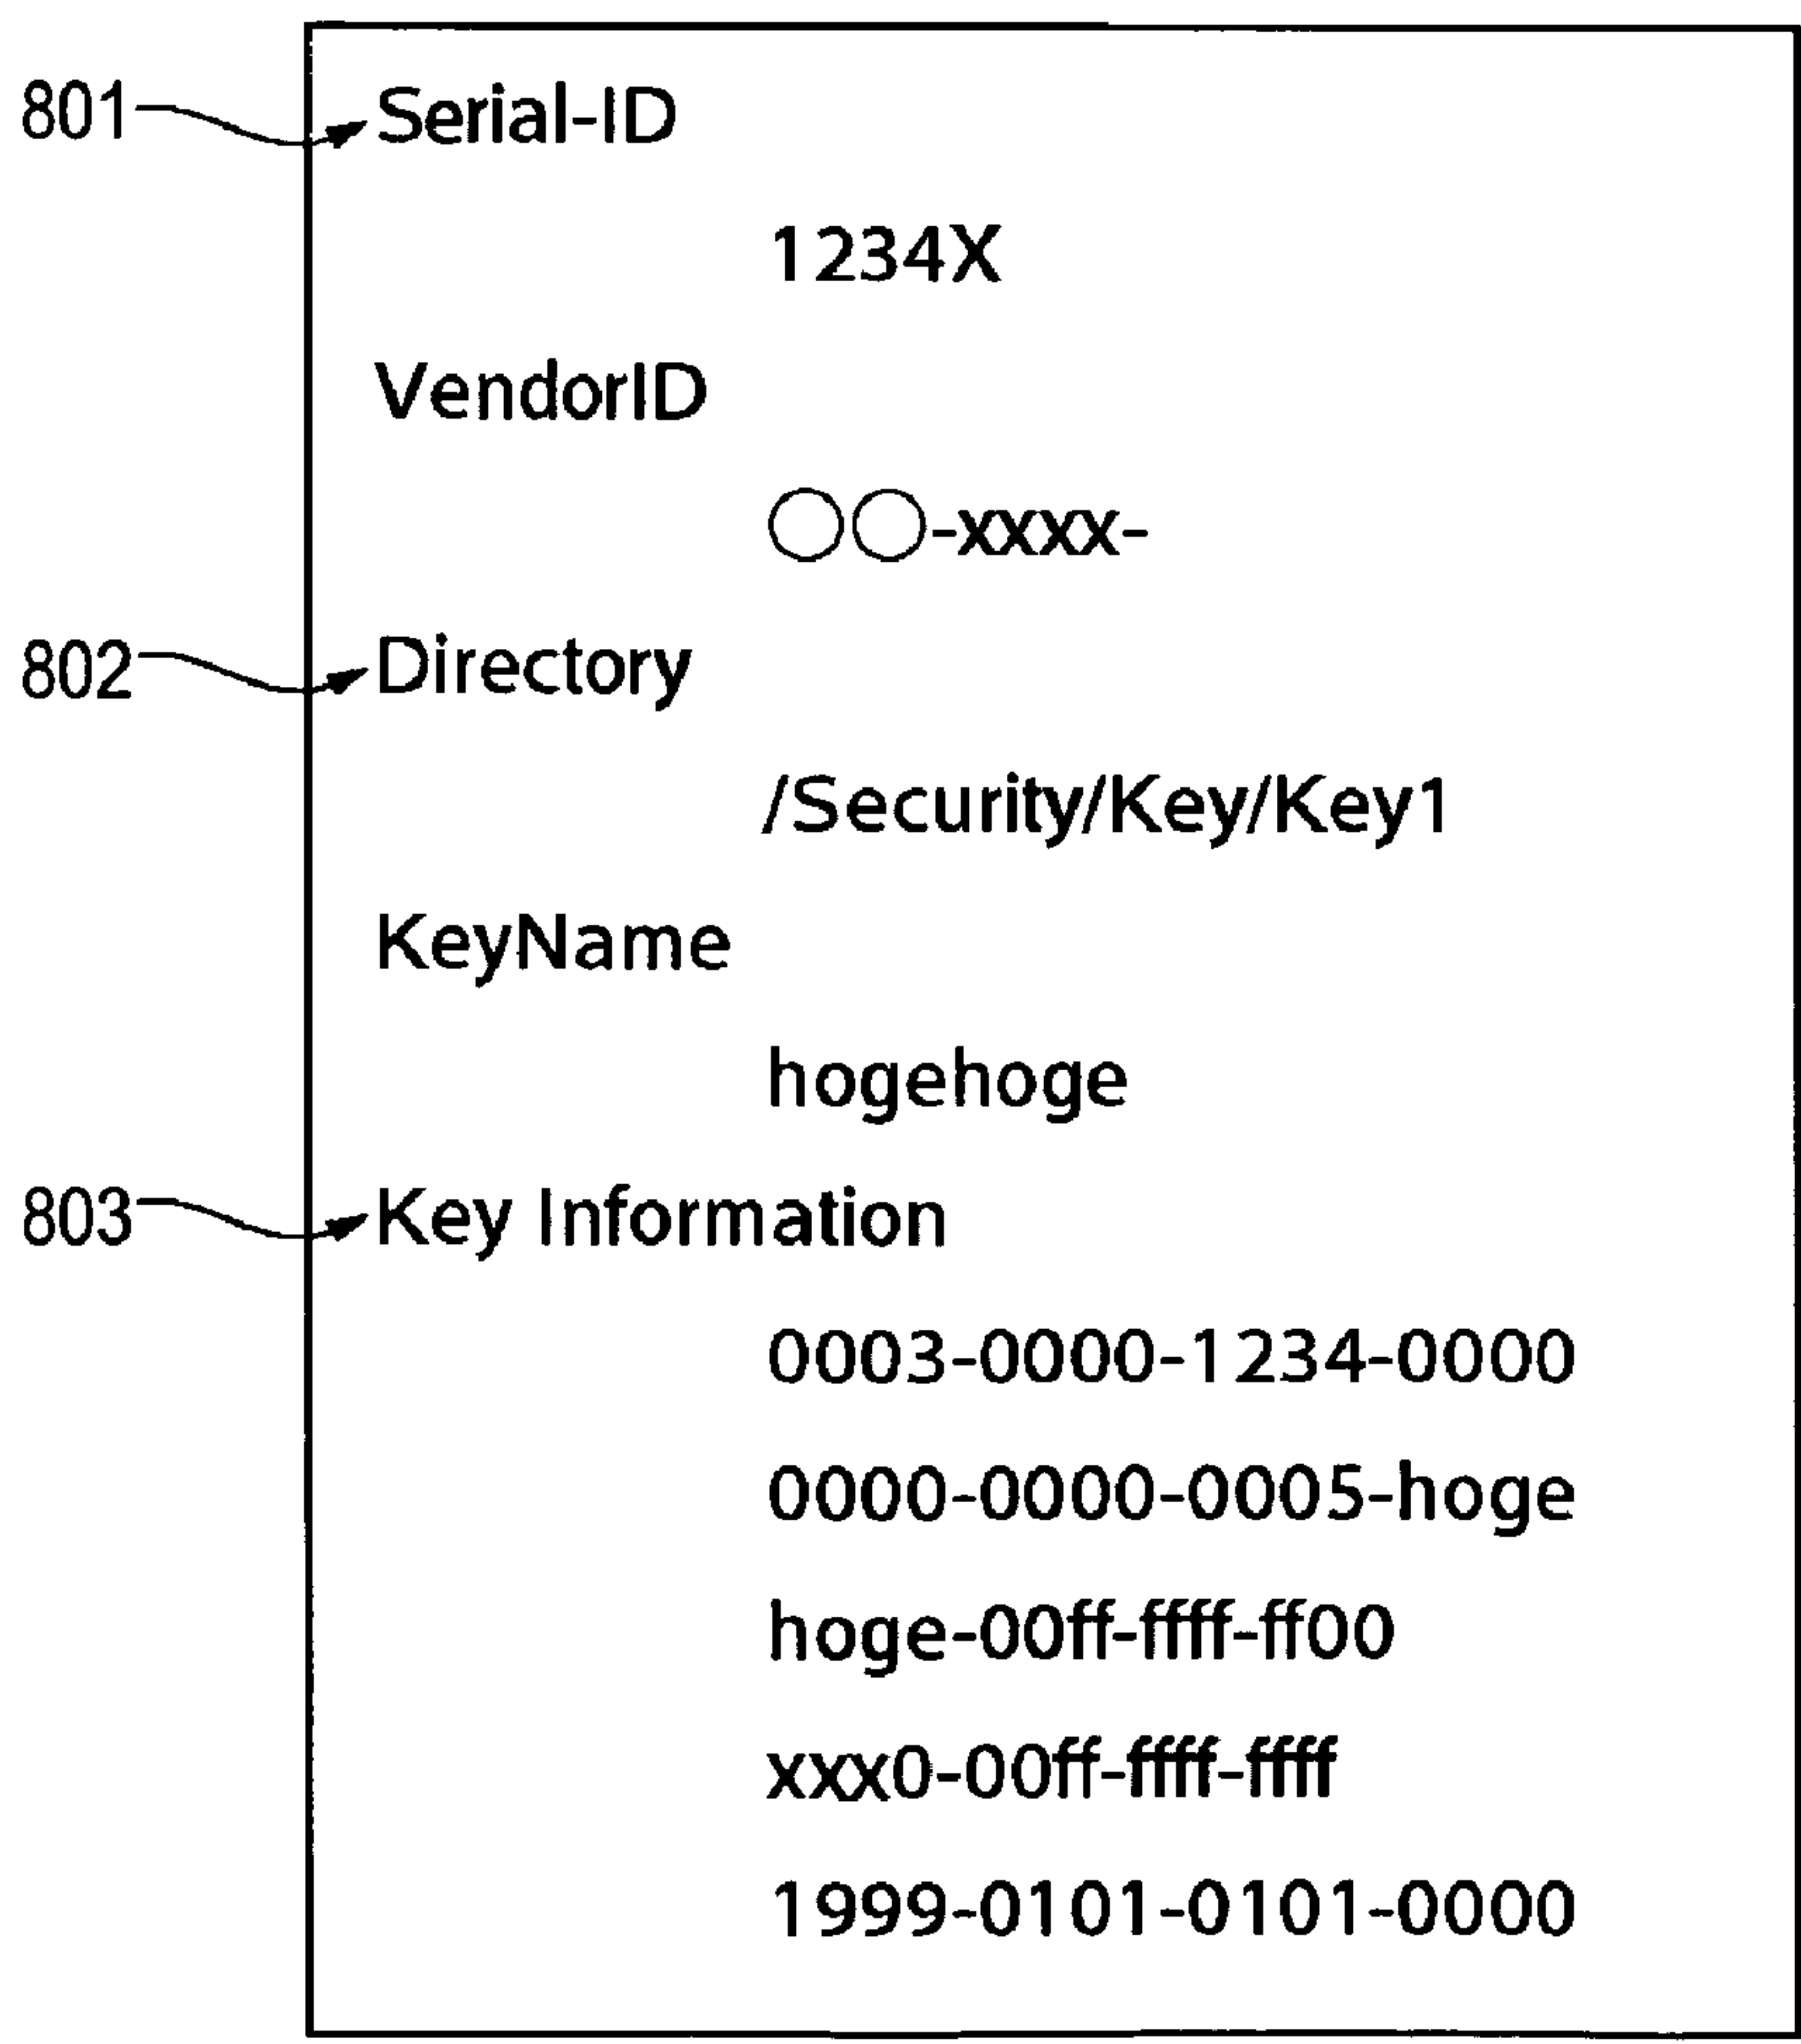 801 Serial-ID
1234X
VendorID
○○-xxxx-
802 Directory
/Security/Key/Key1
KeyName
hogehoge
803 Key Information
0003-0000-1234-0000
0000-0000-0005-hoge
hoge-00ff-ffff-ff00
xxx0-00ff-ffff-ffff
1999-0101-0101-0000